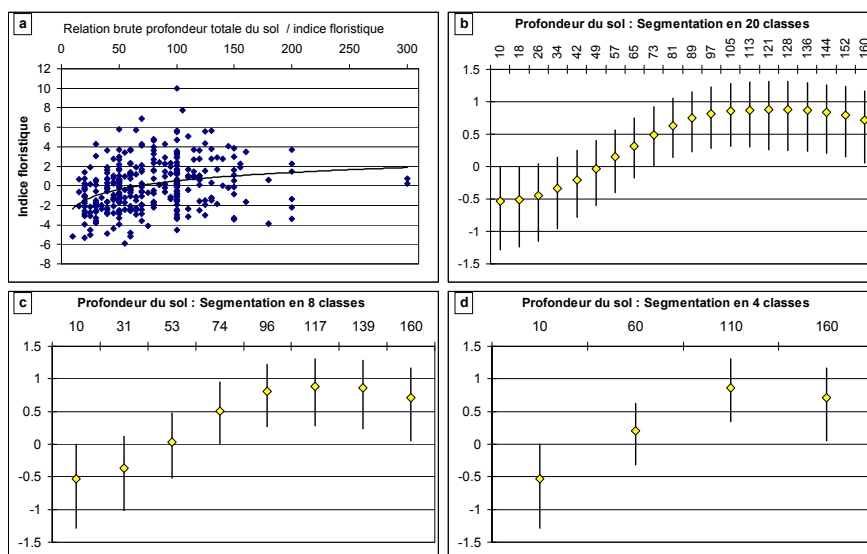 a
Relation brute profondeur totale du sol / indice floristique
0 50 100 150 200 250 300
12
10
8
6
4
2
0
-2
-4
-6
-8
Indice floristique
b
Profondeur du sol : Segmentation en 20 classes
10 18 26 34 42 49 57 65 73 81 89 97 105 113 121 128 136 144 152 160
1.5
1
0.5
0
-0.5
-1
-1.5
c
Profondeur du sol : Segmentation en 8 classes
10 31 53 74 96 117 139 160
1.5
1
0.5
0
-0.5
-1
-1.5
d
Profondeur du sol : Segmentation en 4 classes
10 60 110 160
1.5
1
0.5
0
-0.5
-1
-1.5